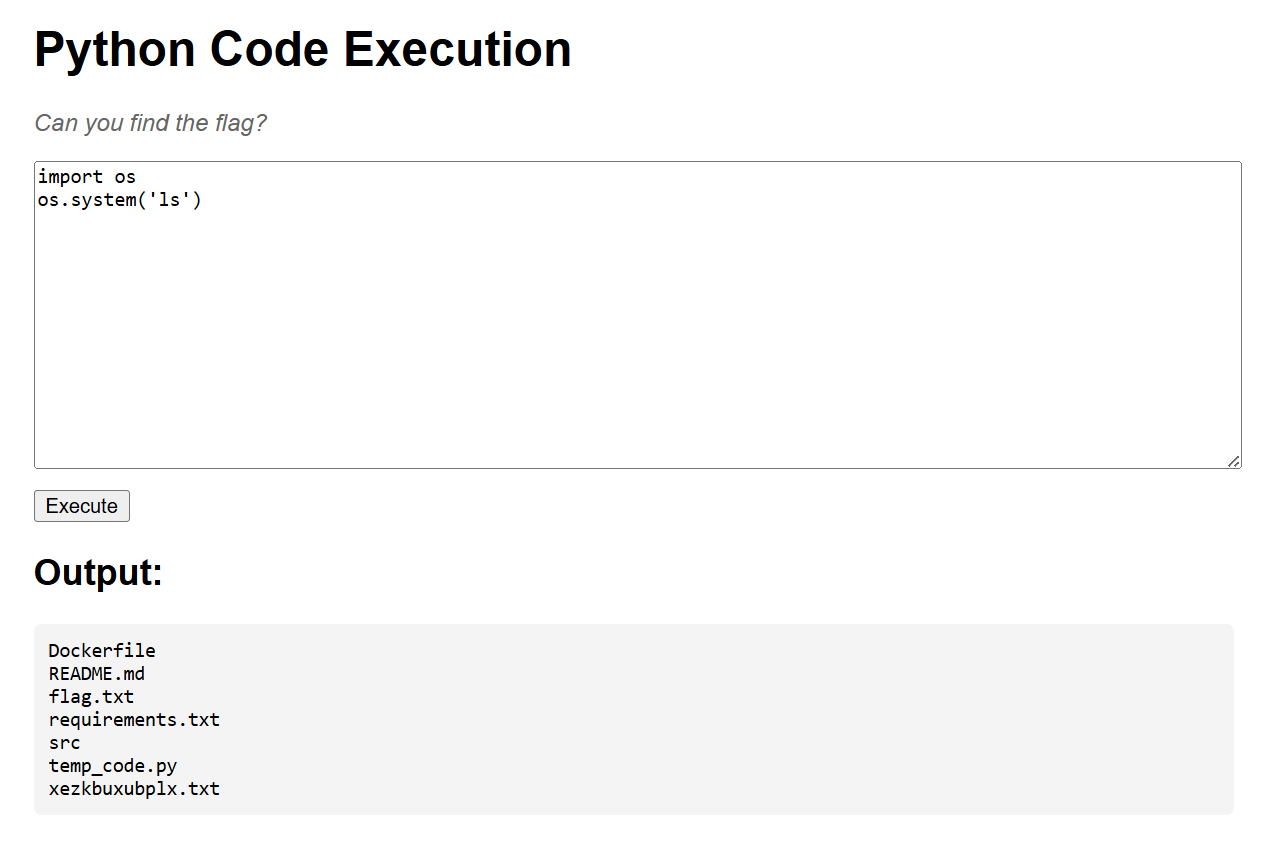 Python Code Execution
Can you find the flag?
import os
os.system('ls')
Execute
Output:
Dockerfile
README.md
flag.txt
requirements.txt
src
temp_code.py
xezkbuxubplx.txt